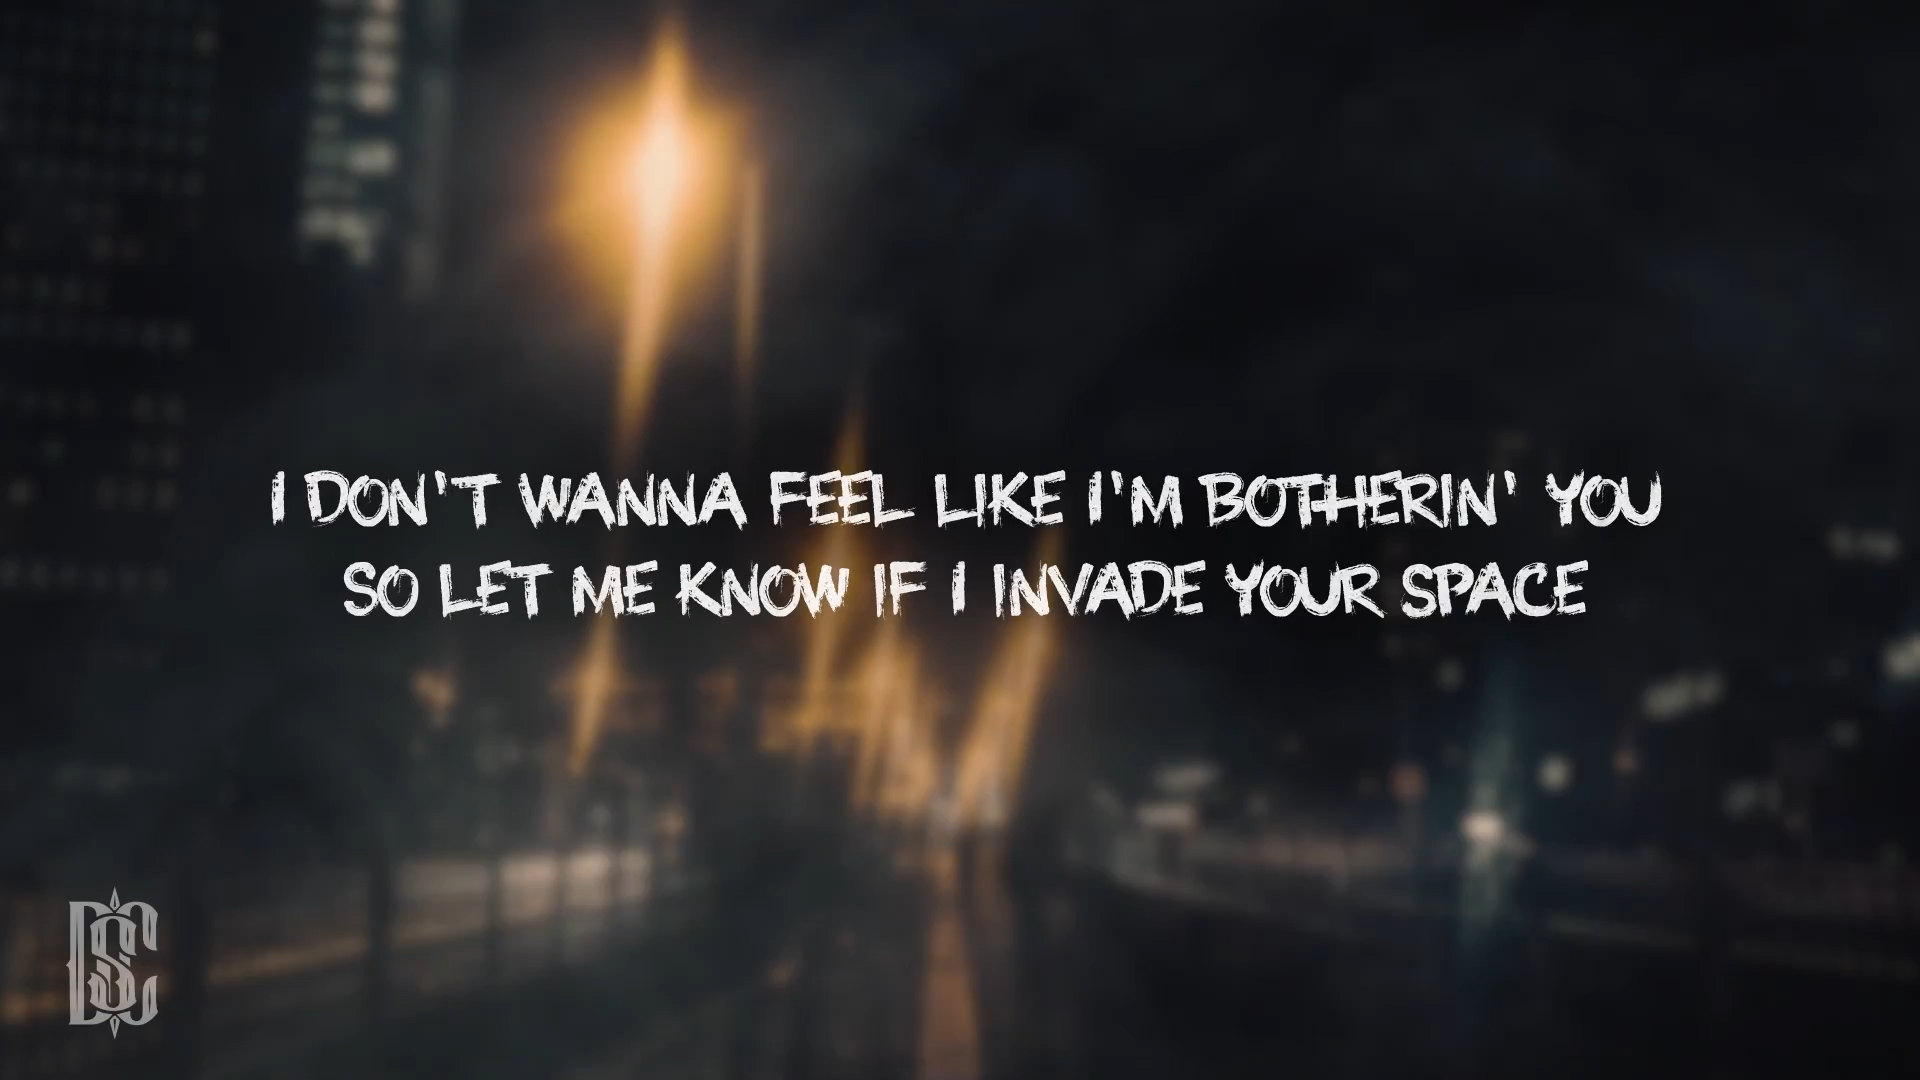 I DON'T WANNA FEEL LIKE I'M BOTHERIN' YOU
SO LET ME KNOW IF I INVADE YOUR SPACE